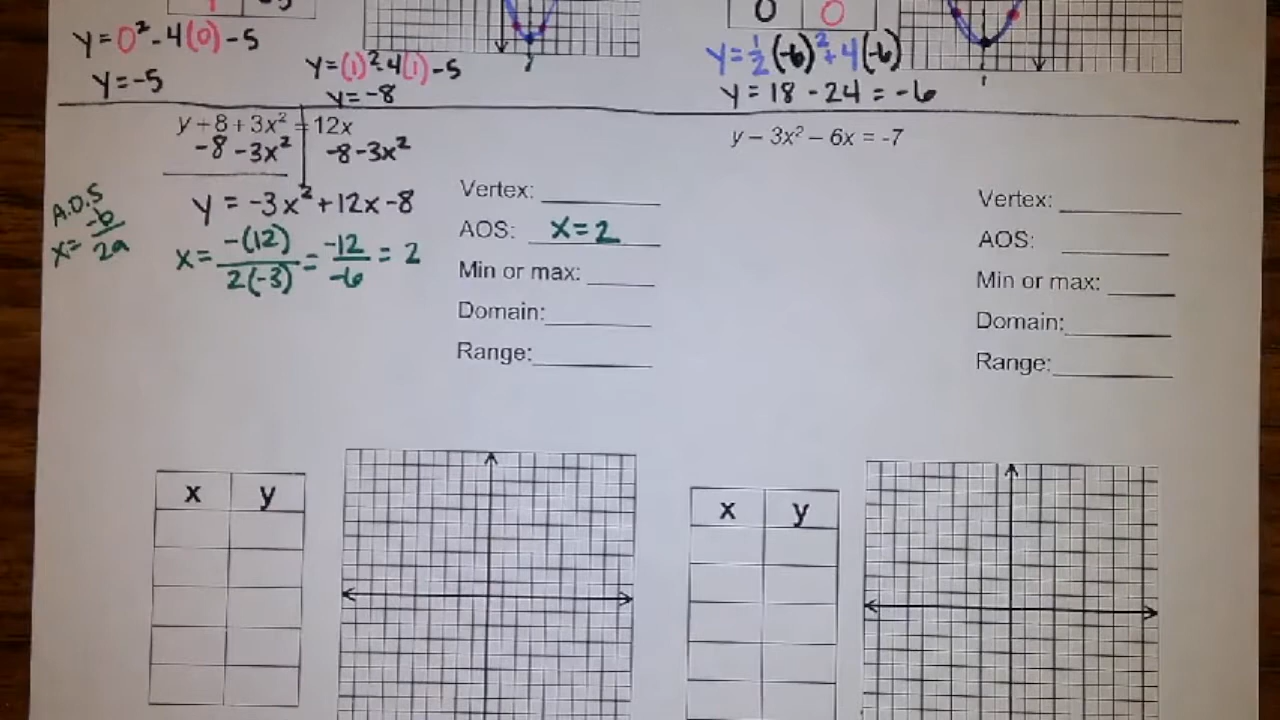 y = 0² - 4(0) - 5
y = -5
y = (1)² - 4(1) - 5
y = -8
0 0
y = ½(-6)² + 4(-6)
y = 18 - 24 = -6
y + 8 + 3x² = 12x
-8 -3x² -8 -3x²
y = -3x² + 12x - 8
A.O.S
x = -b/2a
x = -(12)/2(-3) = -12/-6 = 2
Vertex:
AOS: x = 2
Min or max:
Domain:
Range:
x y
y – 3x² – 6x = -7
Vertex:
AOS:
Min or max:
Domain:
Range:
x y